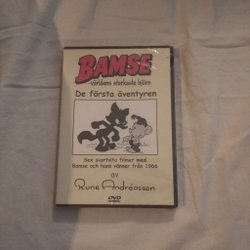 BAMSE
Världens starkaste björn
De första äventyren
Sex svartvita filmer med
Bamse och hans vänner från 1966
av
Rune Andréasson
DVD